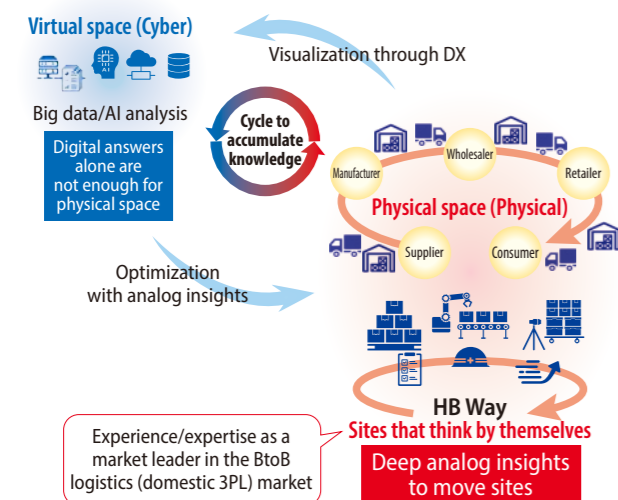 Virtual space (Cyber)
AI
Big data/AI analysis
Digital answers
alone are
not enough for
physical space
Visualization through DX
Cycle to
accumulate
knowledge
Optimization
with analog insights
Manufacturer
Wholesaler
Retailer
Physical space (Physical)
Supplier
Consumer
HB Way
Sites that think by themselves
Deep analog insights
to move sites
Experience/expertise as a
market leader in the BtoB
logistics (domestic 3PL) market